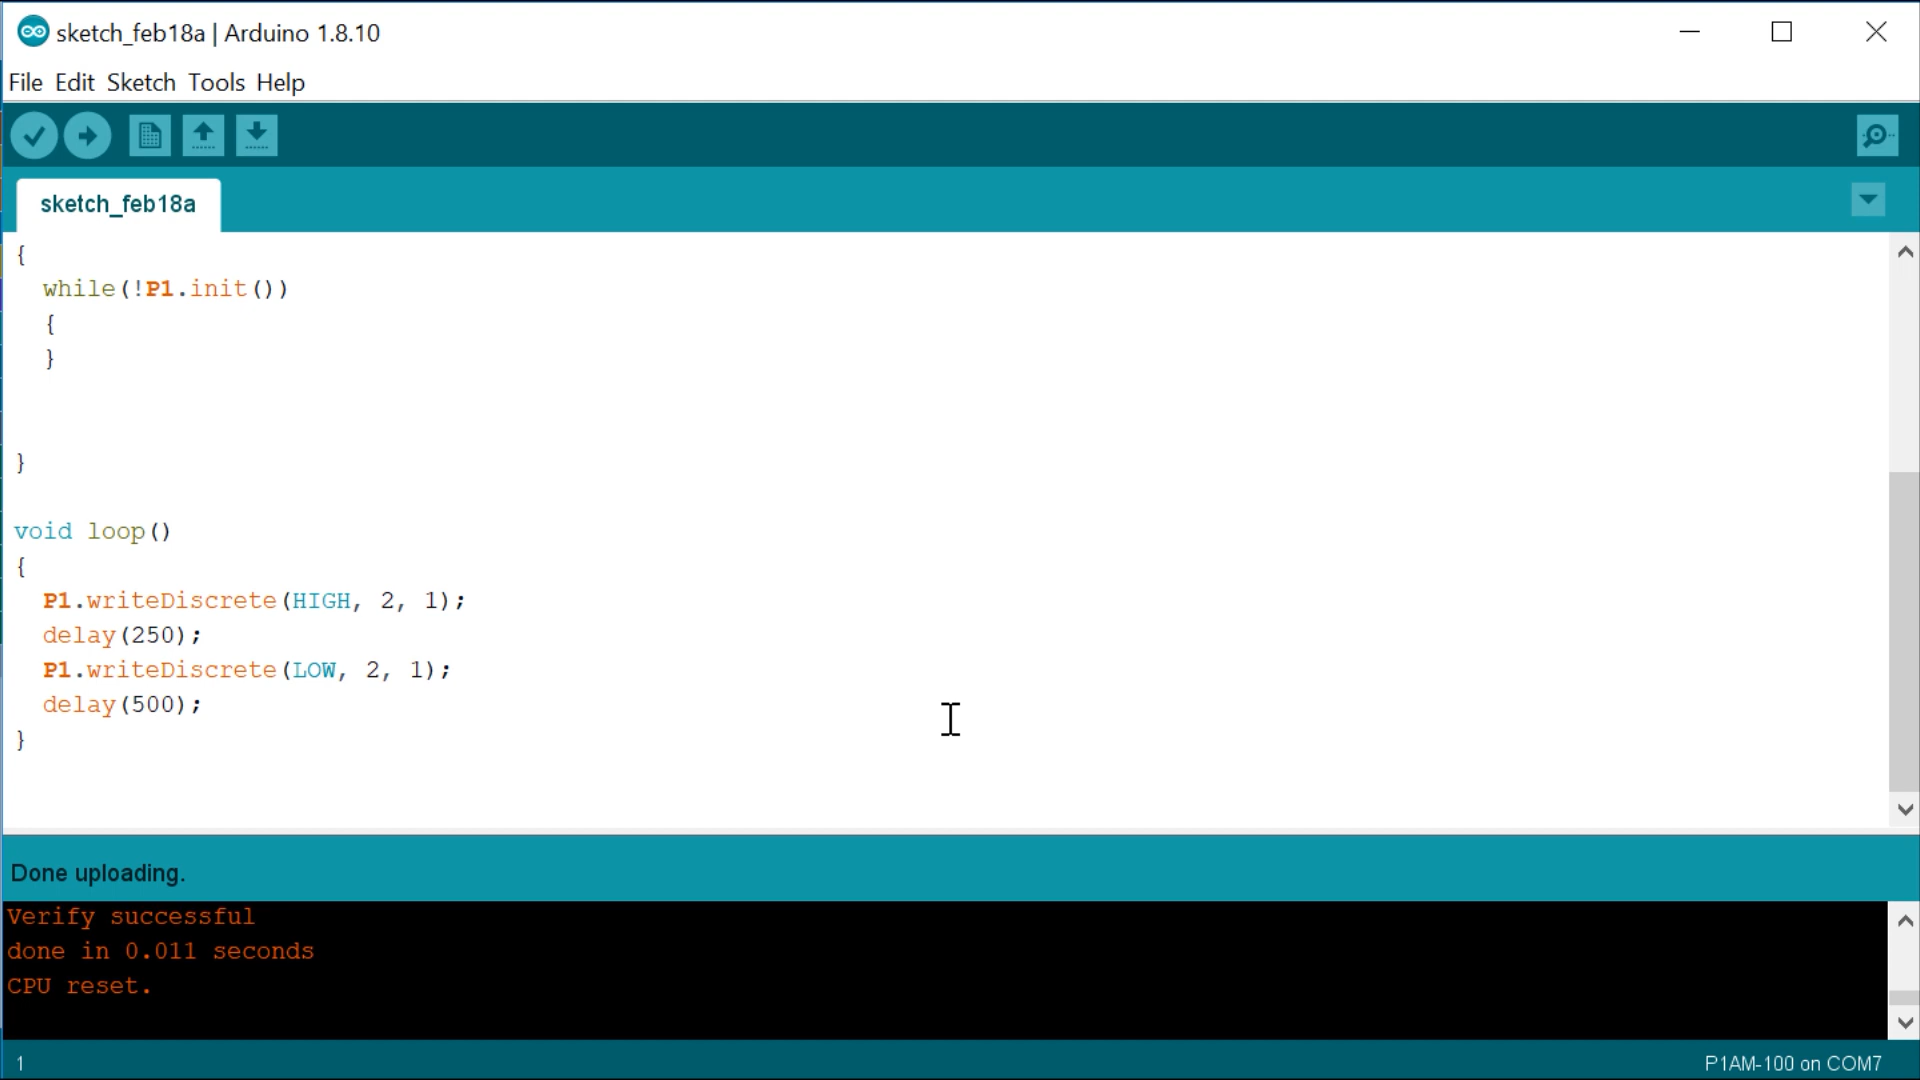 sketch_feb18a | Arduino 1.8.10
File Edit Sketch Tools Help
sketch_feb18a
{
while(!P1.init())
{
}
}
void loop()
{
P1.writeDiscrete(HIGH, 2, 1);
delay(250);
P1.writeDiscrete(LOW, 2, 1);
delay(500);
}
Done uploading.
Verify successful
done in 0.011 seconds
CPU reset.
1
P1AM-100 on COM7